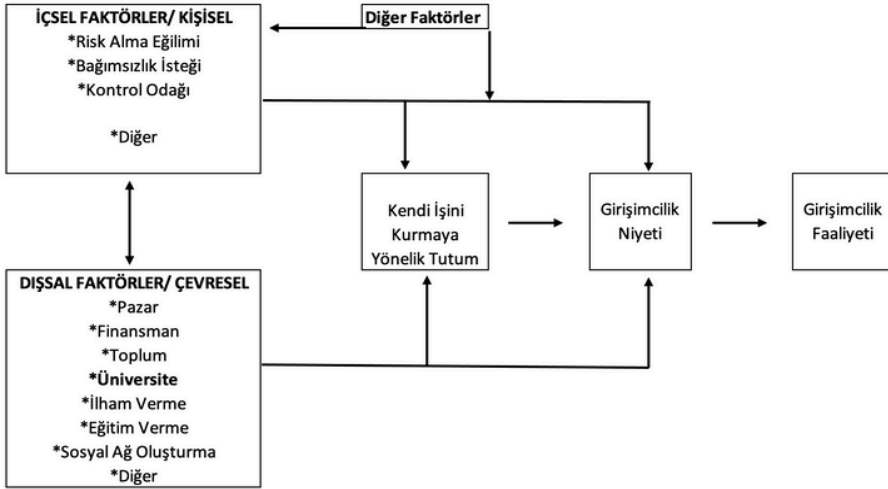 İÇSEL FAKTÖRLER/ KİŞİSEL
*Risk Alma Eğilimi
*Bağımsızlık İsteği
*Kontrol Odağı
*Diğer
Diğer Faktörler
Kendi İşini
Kurmaya
Yönelik Tutum
Girişimcilik
Niyeti
Girişimcilik
Faaliyeti
DIŞSAL FAKTÖRLER/ ÇEVRESEL
*Pazar
*Finansman
*Toplum
*Üniversite
*İlham Verme
*Eğitim Verme
*Sosyal Ağ Oluşturma
*Diğer